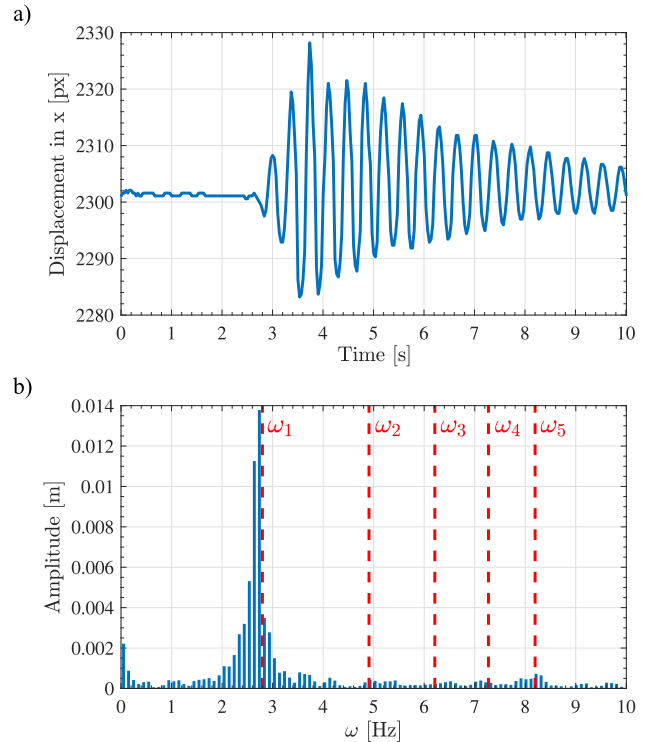 a)
2330
2320
2310
2300
2290
2280
Displacement in x [px]
0 1 2 3 4 5 6 7 8 9 10
Time [s]
b)
0.014
0.012
0.01
0.008
0.006
0.004
0.002
0
Amplitude [m]
ω₁ ω₂ ω₃ ω₄ ω₅
0 1 2 3 4 5 6 7 8 9 10
ω [Hz]